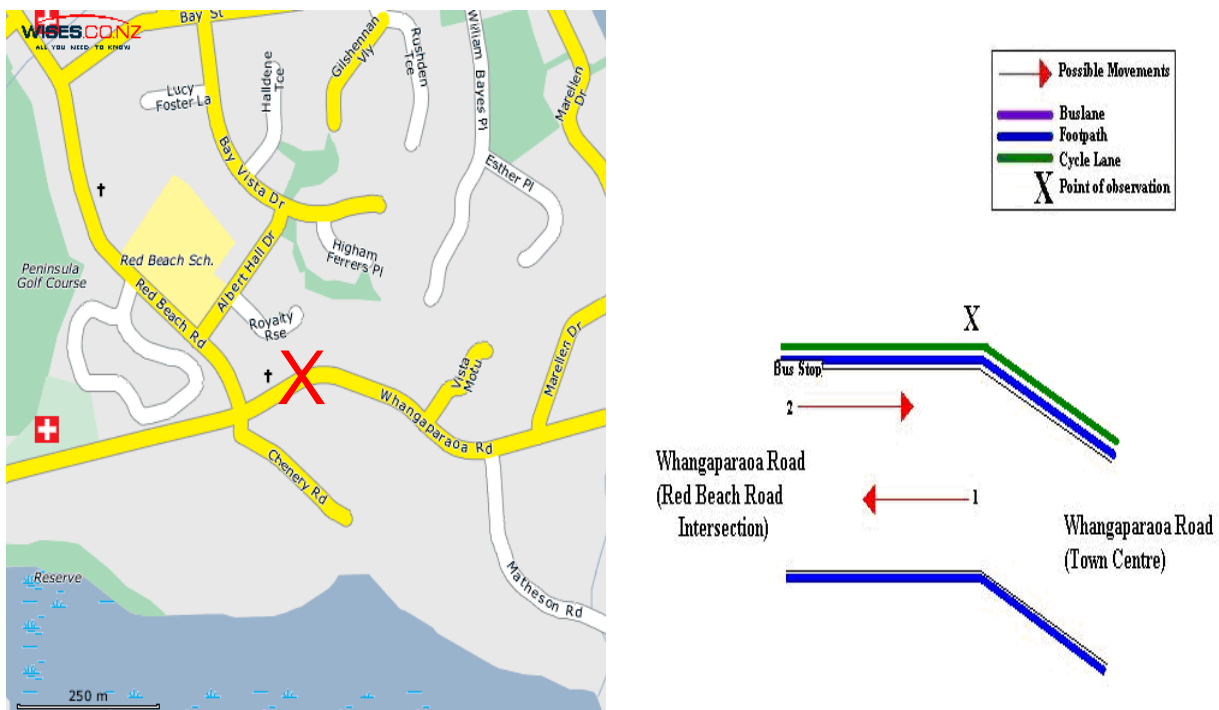 WISES.CO.NZ
ALL YOU NEED TO KNOW
Bay St
Gilshennan
Vly
Rushden
Tce
William Bayes Pl
Marellen
Dr
Halldene
Tce
Lucy
Foster La
Bay Vista Dr
Esther Pl
Higham
Ferrers Pl
Albert Hall Dr
Red Beach Sch.
Peninsula
Golf Course
Red Beach Rd
Royalty
Rse
X
Vista
Motu
Marellen Dr
Whangaparaoa Rd
Chenery Rd
Matheson Rd
Reserve
250 m
Possible Movements
Buslane
Footpath
Cycle Lane
X Point of observation
X
Bus Stop
2
1
Whangaparaoa Road
(Red Beach Road
Intersection)
Whangaparaoa Road
(Town Centre)